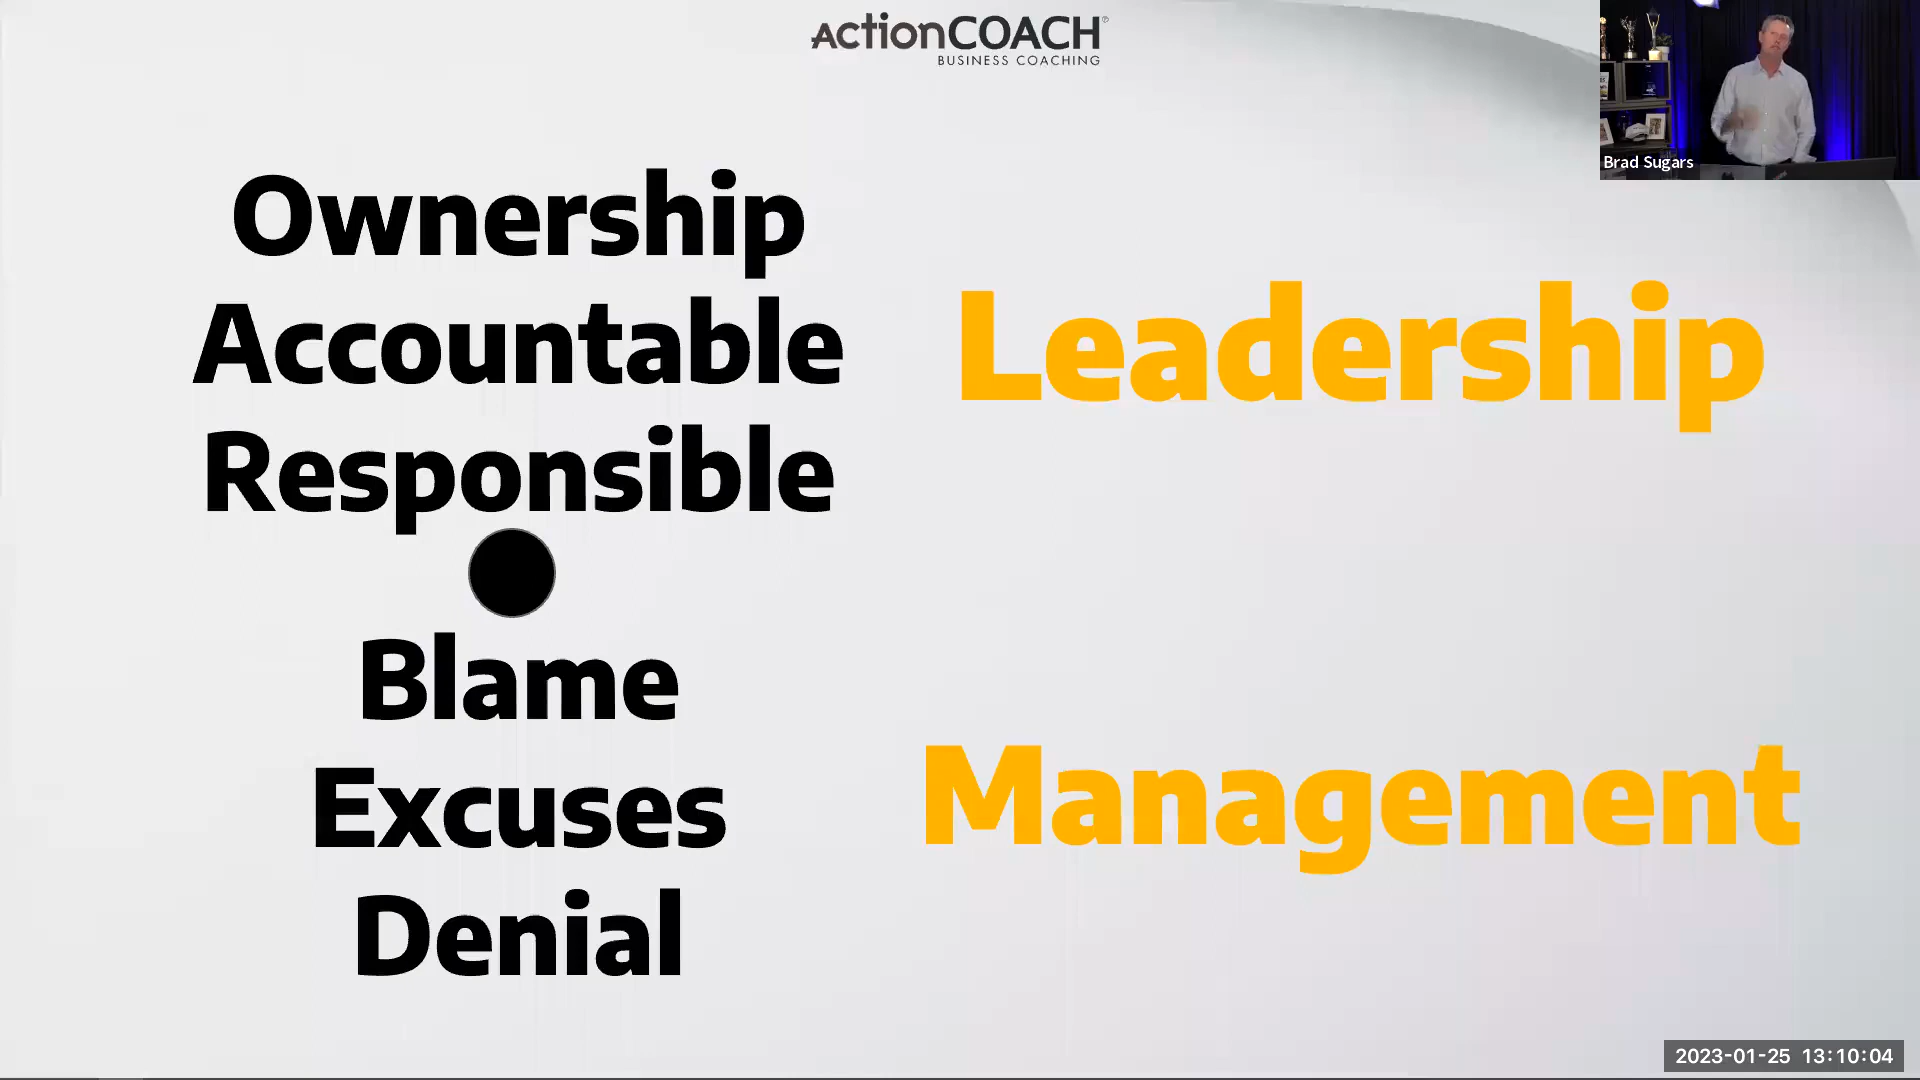 actionCOACH®
BUSINESS COACHING
Brad Sugars
Ownership
Accountable
Responsible
Leadership
Blame
Excuses
Denial
Management
2023-01-25 13:10:04